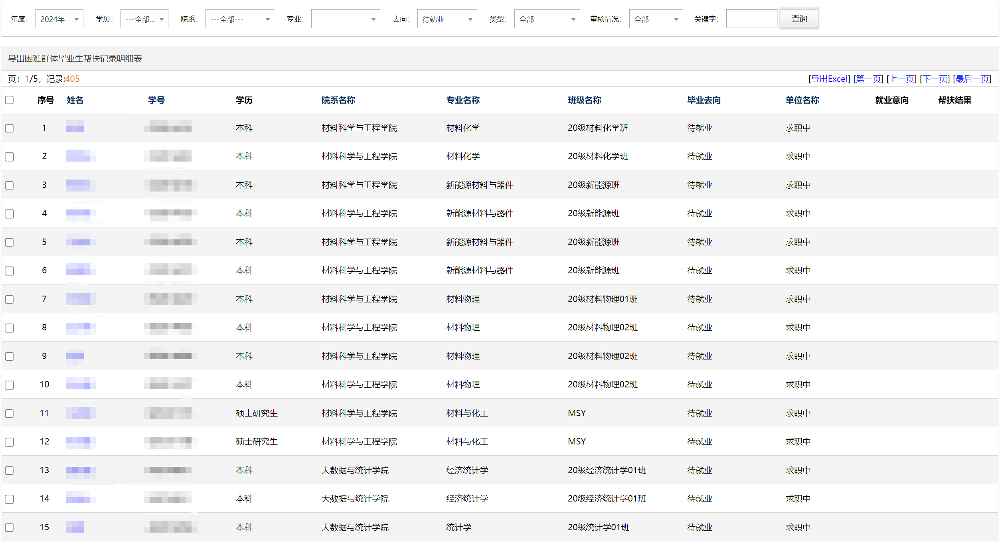 年度： 2024年 学历： ---全部... 院系： ---全部--- 专业： 去向： 待就业 类型： 全部 审核情况： 全部 关键字： 查询
导出困难群体毕业生帮扶记录明细表
页：1/5，记录:405 [导出Excel] [第一页] [上一页] [下一页] [最后一页]
序号 姓名 学号 学历 院系名称 专业名称 班级名称 毕业去向 单位名称 就业意向 帮扶结果
1 本科 材料科学与工程学院 材料化学 20级材料化学班 待就业 求职中
2 本科 材料科学与工程学院 材料化学 20级材料化学班 待就业 求职中
3 本科 材料科学与工程学院 新能源材料与器件 20级新能源班 待就业 求职中
4 本科 材料科学与工程学院 新能源材料与器件 20级新能源班 待就业 求职中
5 本科 材料科学与工程学院 新能源材料与器件 20级新能源班 待就业 求职中
6 本科 材料科学与工程学院 新能源材料与器件 20级新能源班 待就业 求职中
7 本科 材料科学与工程学院 材料物理 20级材料物理01班 待就业 求职中
8 本科 材料科学与工程学院 材料物理 20级材料物理02班 待就业 求职中
9 本科 材料科学与工程学院 材料物理 20级材料物理02班 待就业 求职中
10 本科 材料科学与工程学院 材料物理 20级材料物理02班 待就业 求职中
11 硕士研究生 材料科学与工程学院 材料与化工 MSY 待就业 求职中
12 硕士研究生 材料科学与工程学院 材料与化工 MSY 待就业 求职中
13 本科 大数据与统计学院 经济统计学 20级经济统计学01班 待就业 求职中
14 本科 大数据与统计学院 经济统计学 20级经济统计学01班 待就业 求职中
15 本科 大数据与统计学院 统计学 20级统计学01班 待就业 求职中